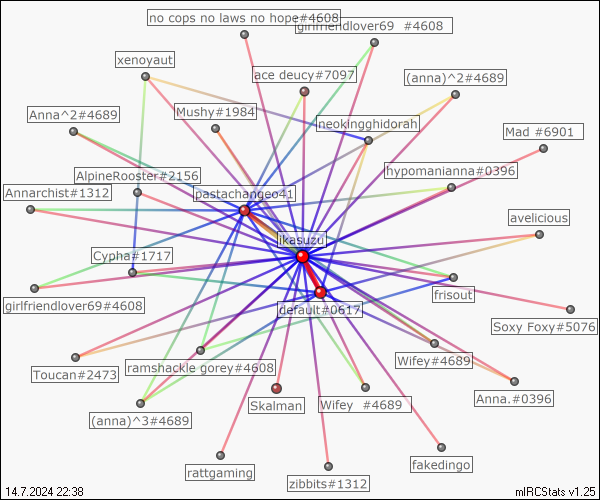 no cops no laws no hope#4608
girlfriendlover69  #4608
xenoyaut
ace deucy#7097
(anna)^2#4689
Anna^2#4689
Mushy#1984
neokingghidorah
Mad #6901
AlpineRooster#2156
hypomanianna#0396
Annarchist#1312
pastachangeo41
avelicious
ikasuzu
Cypha#1717
frisout
girlfriendlover69#4608
default#0617
Soxy Foxy#5076
Toucan#2473
ramshackle gorey#4608
Wifey#4689
(anna)^3#4689
Skalman
Wifey  #4689
Anna.#0396
rattgaming
zibbits#1312
fakedingo
14.7.2024 22:38
mIRCStats v1.25